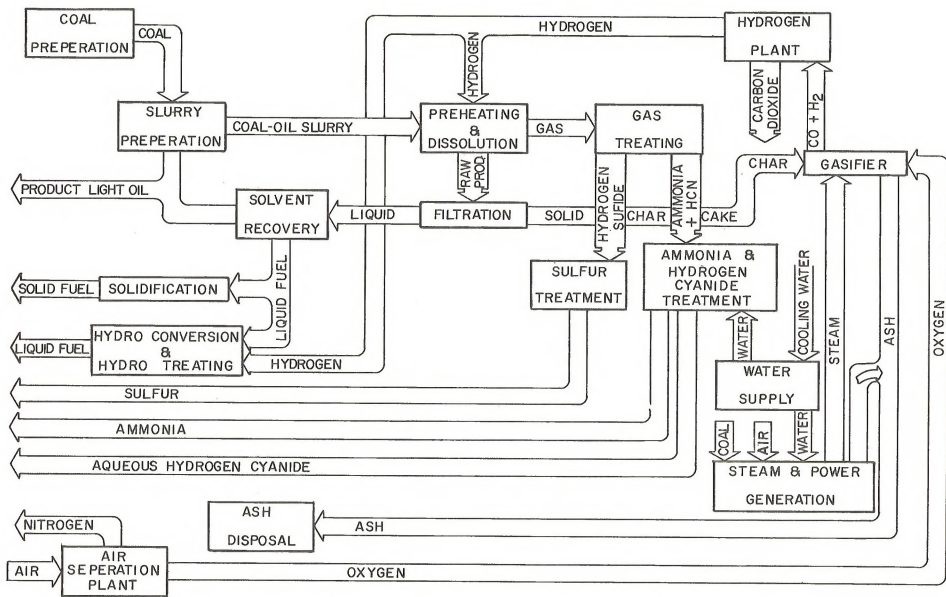 COAL
PREPERATION
COAL
HYDROGEN
HYDROGEN
PLANT
HYDROGEN
CARBON
DIOXIDE
CO + H2
SLURRY
PREPERATION
COAL-OIL SLURRY
PREHEATING
&
DISSOLUTION
GAS
GAS
TREATING
CHAR
GASIFIER
RAW
PROD.
PRODUCT LIGHT OIL
SOLVENT
RECOVERY
LIQUID
FILTRATION
SOLID
HYDROGEN
SUFIDE
CHAR
AMMONIA
+ HCN
CAKE
SOLID FUEL
SOLIDIFICATION
LIQUID FUEL
SULFUR
TREATMENT
AMMONIA &
HYDROGEN
CYANIDE
TREATMENT
COOLING WATER
STEAM
ASH
OXYGEN
LIQUID FUEL
HYDRO CONVERSION
&
HYDRO TREATING
HYDROGEN
WATER
WATER
SUPPLY
SULFUR
AMMONIA
COAL
AIR
WATER
AQUEOUS HYDROGEN CYANIDE
STEAM & POWER
GENERATION
NITROGEN
ASH
DISPOSAL
ASH
AIR
AIR
SEPERATION
PLANT
OXYGEN